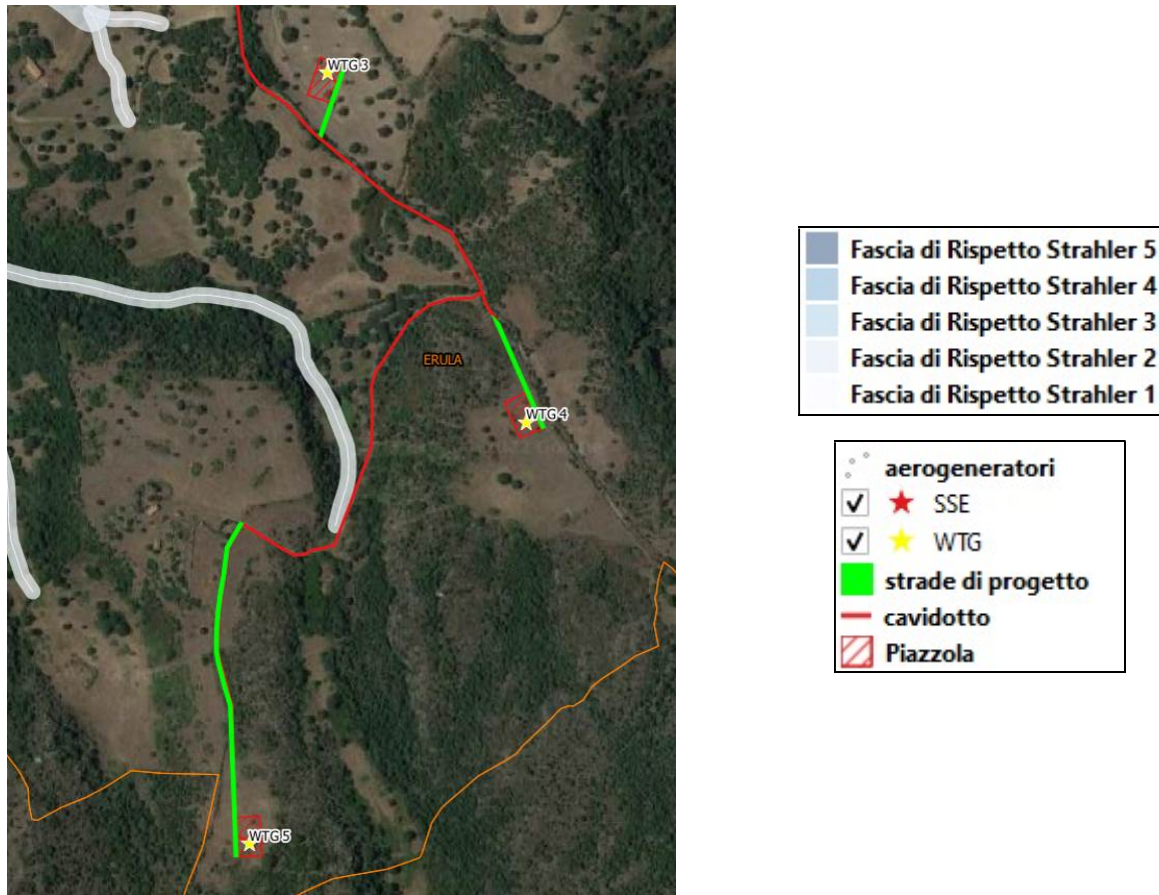 WTG 3
ERULA
WTG 4
WTG 5
Fascia di Rispetto Strahler 5
Fascia di Rispetto Strahler 4
Fascia di Rispetto Strahler 3
Fascia di Rispetto Strahler 2
Fascia di Rispetto Strahler 1
aerogeneratori
SSE
WTG
strade di progetto
cavidotto
Piazzola